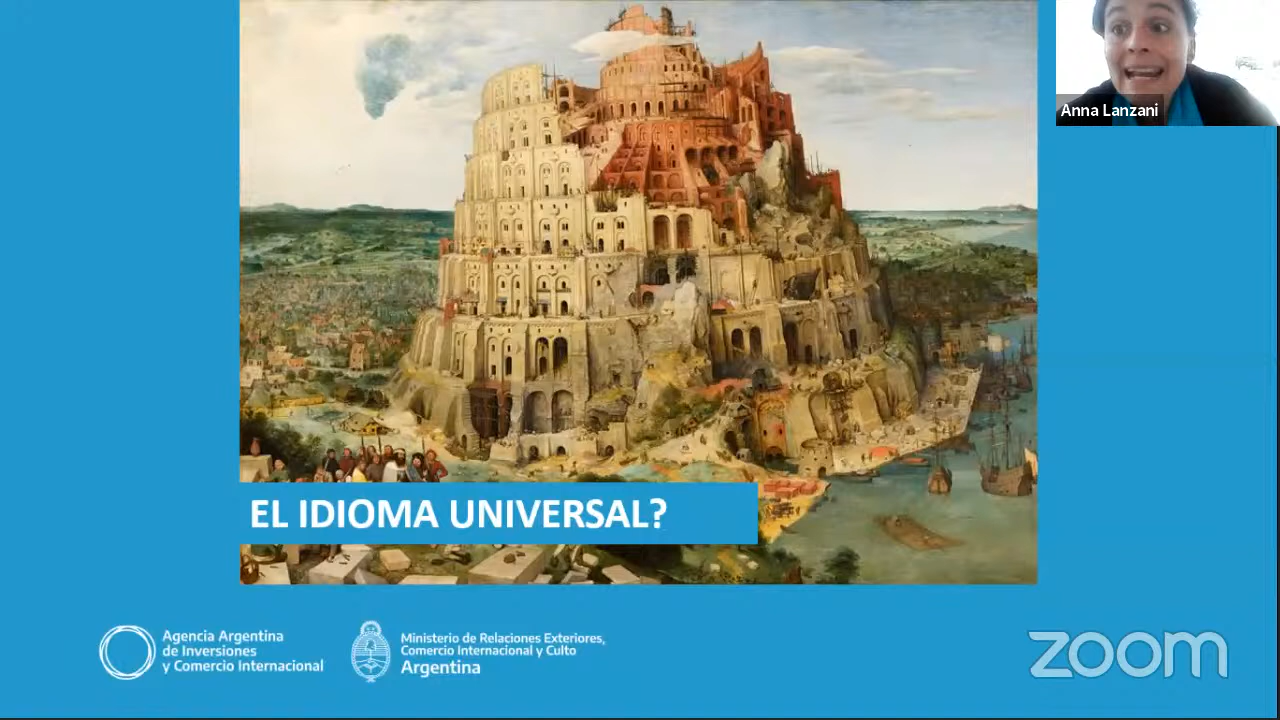 Anna Lanzani
EL IDIOMA UNIVERSAL?
Agencia Argentina
de Inversiones
y Comercio Internacional
Ministerio de Relaciones Exteriores,
Comercio Internacional y Culto
Argentina
zoom